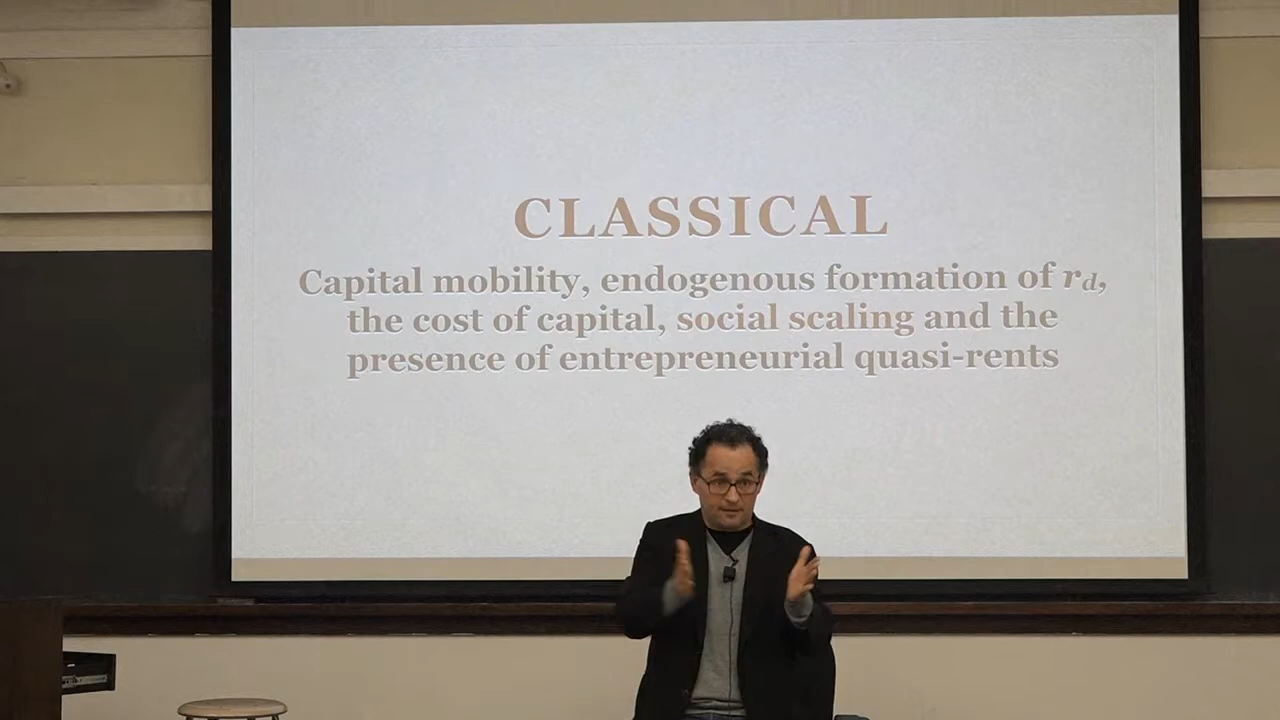 CLASSICAL
Capital mobility, endogenous formation of r_d,
the cost of capital, social scaling and the
presence of entrepreneurial quasi-rents